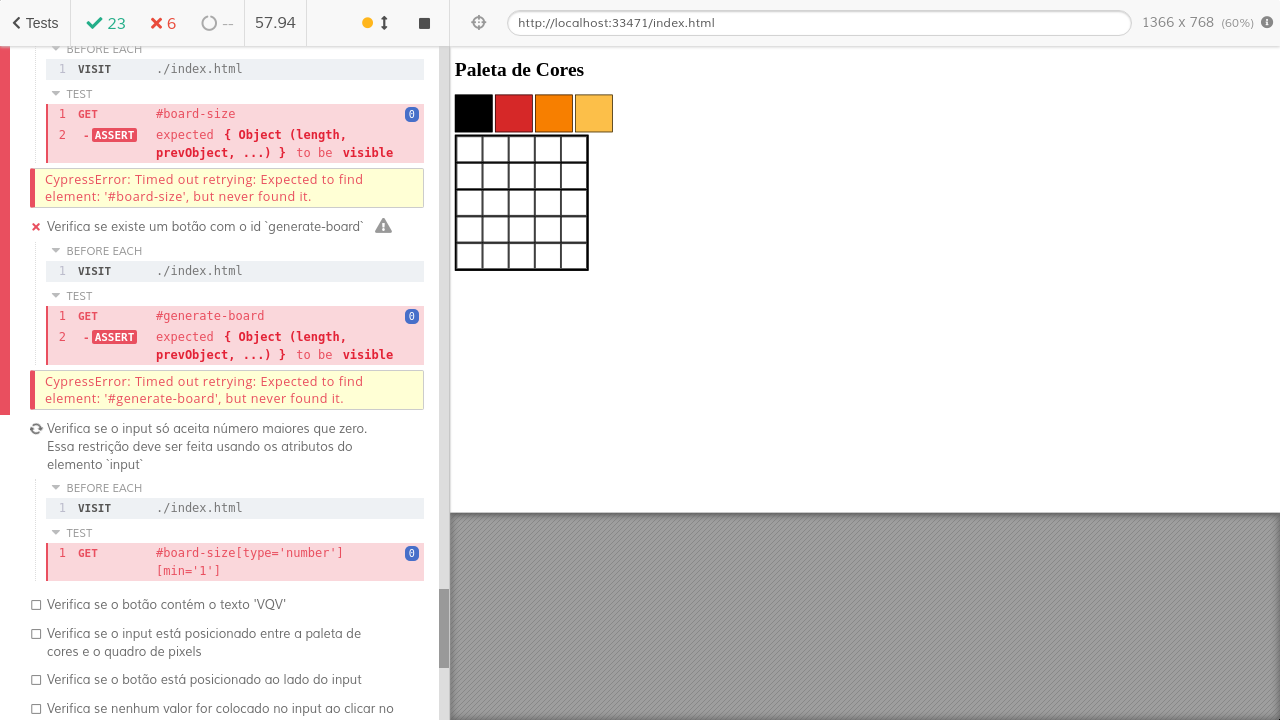 Tests
23
6
--
57.94
http://localhost:33471/index.html
1366 x 768 (60%)
BEFORE EACH
1 VISIT ./index.html
TEST
1 GET #board-size 0
2 -ASSERT expected { Object (length,
prevObject, ...) } to be visible
CypressError: Timed out retrying: Expected to find
element: '#board-size', but never found it.
Verifica se existe um botão com o id `generate-board`
BEFORE EACH
1 VISIT ./index.html
TEST
1 GET #generate-board 0
2 -ASSERT expected { Object (length,
prevObject, ...) } to be visible
CypressError: Timed out retrying: Expected to find
element: '#generate-board', but never found it.
Verifica se o input só aceita número maiores que zero.
Essa restrição deve ser feita usando os atributos do
elemento `input`
BEFORE EACH
1 VISIT ./index.html
TEST
1 GET #board-size[type='number'] 0
[min='1']
Verifica se o botão contém o texto 'VQV'
Verifica se o input está posicionado entre a paleta de
cores e o quadro de pixels
Verifica se o botão está posicionado ao lado do input
Verifica se nenhum valor for colocado no input ao clicar no
Paleta de Cores